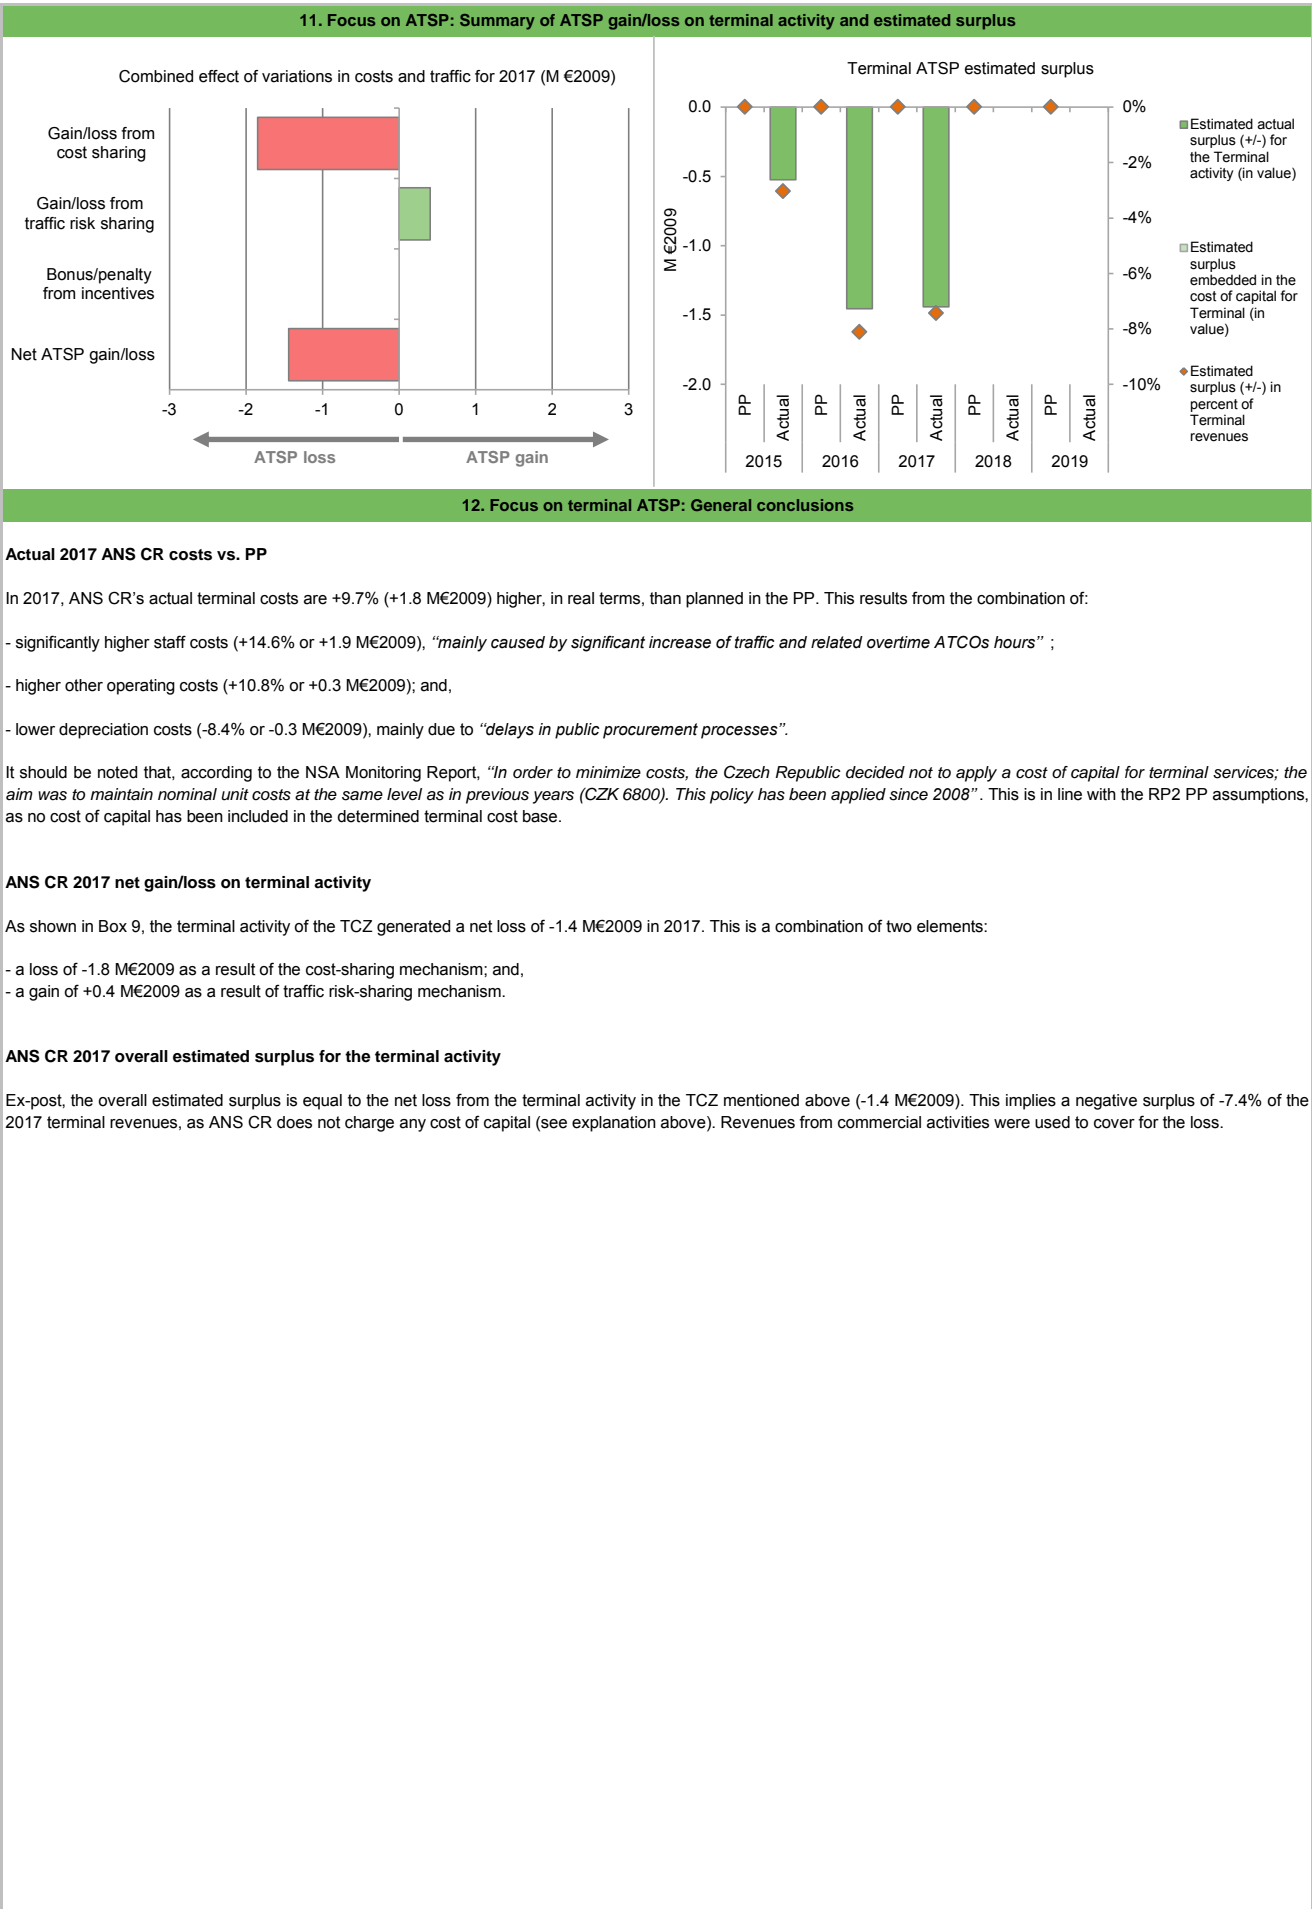 11. Focus on ATSP: Summary of ATSP gain/loss on terminal activity and estimated surplus
Combined effect of variations in costs and traffic for 2017 (M €2009)
Gain/loss from
cost sharing
Gain/loss from
traffic risk sharing
Bonus/penalty
from incentives
Net ATSP gain/loss
-3 -2 -1 0 1 2 3
ATSP loss ATSP gain
Terminal ATSP estimated surplus
M €2009
0.0
-0.5
-1.0
-1.5
-2.0
0%
-2%
-4%
-6%
-8%
-10%
PP Actual PP Actual PP Actual PP Actual PP Actual
2015 2016 2017 2018 2019
Estimated actual
surplus (+/-) for
the Terminal
activity (in value)
Estimated
surplus
embedded in the
cost of capital for
Terminal (in
value)
Estimated
surplus (+/-) in
percent of
Terminal
revenues
12. Focus on terminal ATSP: General conclusions
Actual 2017 ANS CR costs vs. PP
In 2017, ANS CR’s actual terminal costs are +9.7% (+1.8 M€2009) higher, in real terms, than planned in the PP. This results from the combination of:
- significantly higher staff costs (+14.6% or +1.9 M€2009), “mainly caused by significant increase of traffic and related overtime ATCOs hours” ;
- higher other operating costs (+10.8% or +0.3 M€2009); and,
- lower depreciation costs (-8.4% or -0.3 M€2009), mainly due to “delays in public procurement processes”.
It should be noted that, according to the NSA Monitoring Report, “In order to minimize costs, the Czech Republic decided not to apply a cost of capital for terminal services; the
aim was to maintain nominal unit costs at the same level as in previous years (CZK 6800). This policy has been applied since 2008”. This is in line with the RP2 PP assumptions,
as no cost of capital has been included in the determined terminal cost base.
ANS CR 2017 net gain/loss on terminal activity
As shown in Box 9, the terminal activity of the TCZ generated a net loss of -1.4 M€2009 in 2017. This is a combination of two elements:
- a loss of -1.8 M€2009 as a result of the cost-sharing mechanism; and,
- a gain of +0.4 M€2009 as a result of traffic risk-sharing mechanism.
ANS CR 2017 overall estimated surplus for the terminal activity
Ex-post, the overall estimated surplus is equal to the net loss from the terminal activity in the TCZ mentioned above (-1.4 M€2009). This implies a negative surplus of -7.4% of the
2017 terminal revenues, as ANS CR does not charge any cost of capital (see explanation above). Revenues from commercial activities were used to cover for the loss.